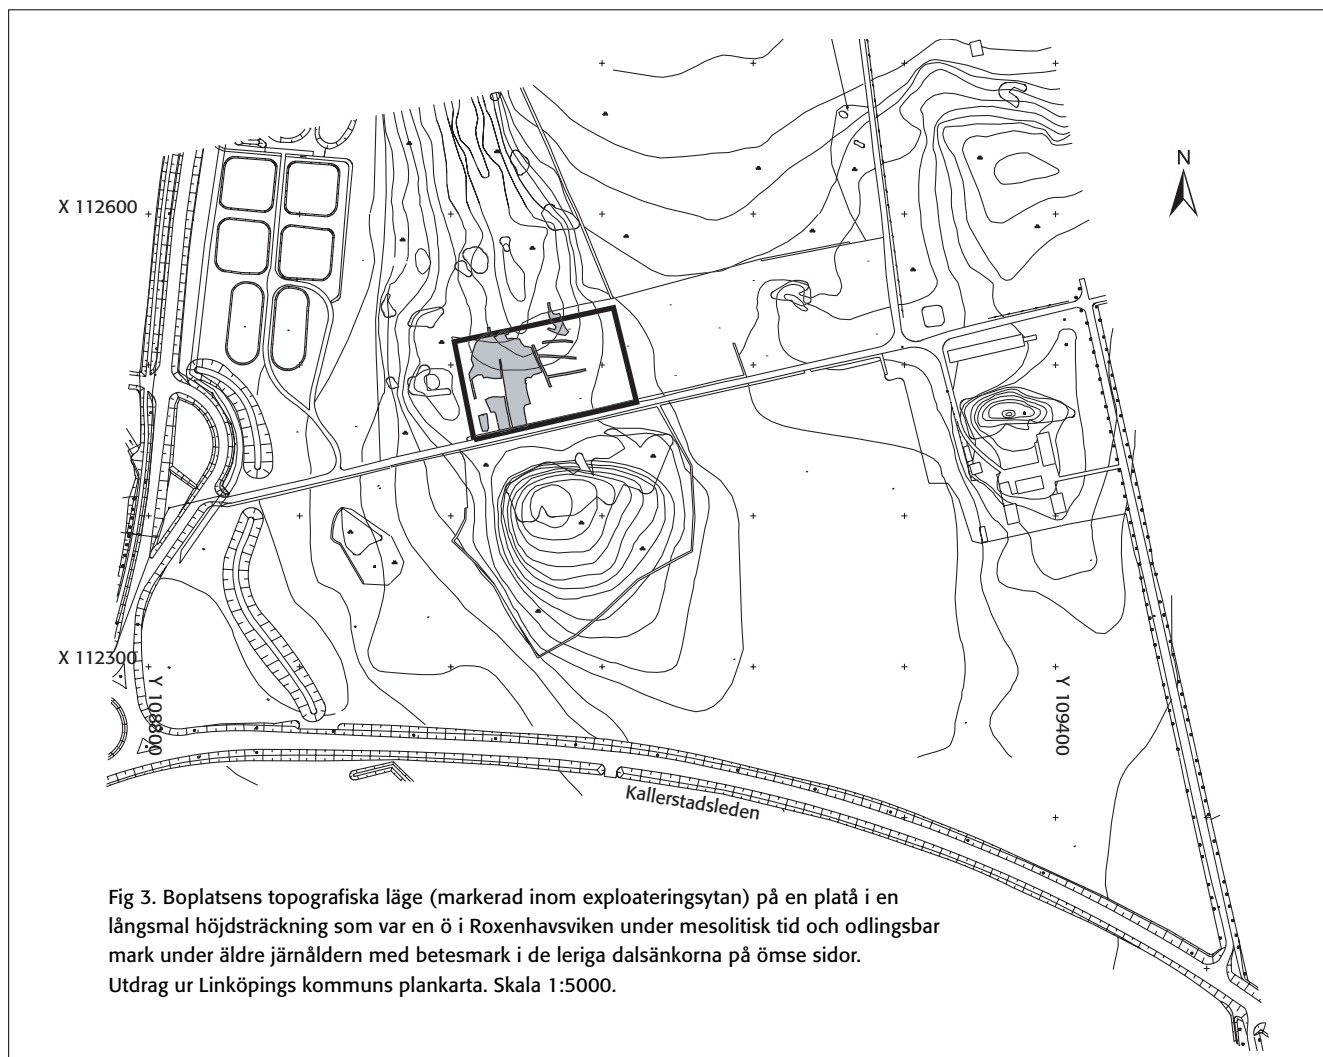 N
X 112600
X 112300
Y 108800
Y 109400
Kallerstadsleden
Fig 3. Boplatsens topografiska läge (markerad inom exploateringsytan) på en platå i en
långsmal höjdsträckning som var en ö i Roxenhavsviken under mesolitisk tid och odlingsbar
mark under äldre järnåldern med betesmark i de leriga dalsänkorna på ömse sidor.
Utdrag ur Linköpings kommuns plankarta. Skala 1:5000.